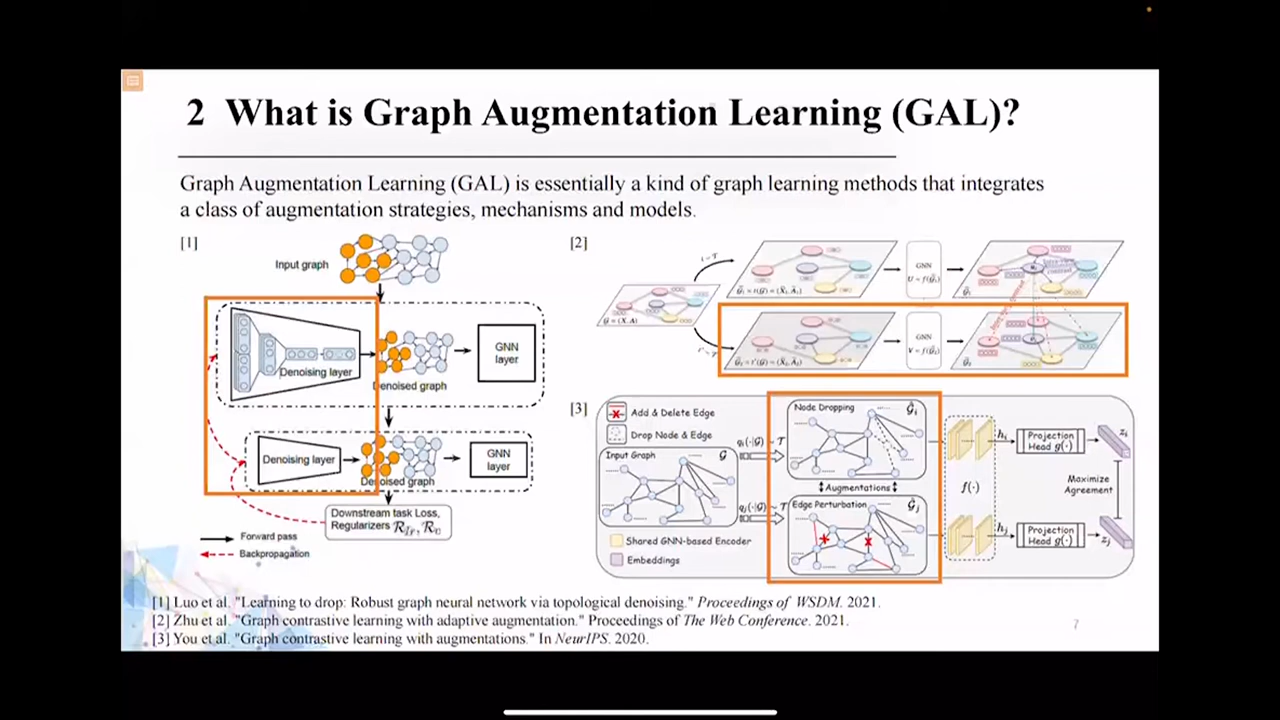 2 What is Graph Augmentation Learning (GAL)?
Graph Augmentation Learning (GAL) is essentially a kind of graph learning methods that integrates
a class of augmentation strategies, mechanisms and models.
[1]
Input graph
Denoising layer
Denoised graph
GNN
layer
Denoising layer
Denoised graph
GNN
layer
Downstream task Loss,
Regularizers
Forward pass
Backpropagation
[2]
GNN
GNN
[3]
Add & Delete Edge
Drop Node & Edge
Input Graph
G
Shared GNN-based Encoder
Embeddings
Node Dropping
Augmentations
Edge Perturbation
f(·)
Projection
Head g(·)
Maximize
Agreement
Projection
Head g(·)
[1] Luo et al. "Learning to drop: Robust graph neural network via topological denoising." Proceedings of WSDM. 2021.
[2] Zhu et al. "Graph contrastive learning with adaptive augmentation." Proceedings of The Web Conference. 2021.
[3] You et al. "Graph contrastive learning with augmentations." In NeurIPS. 2020.
7